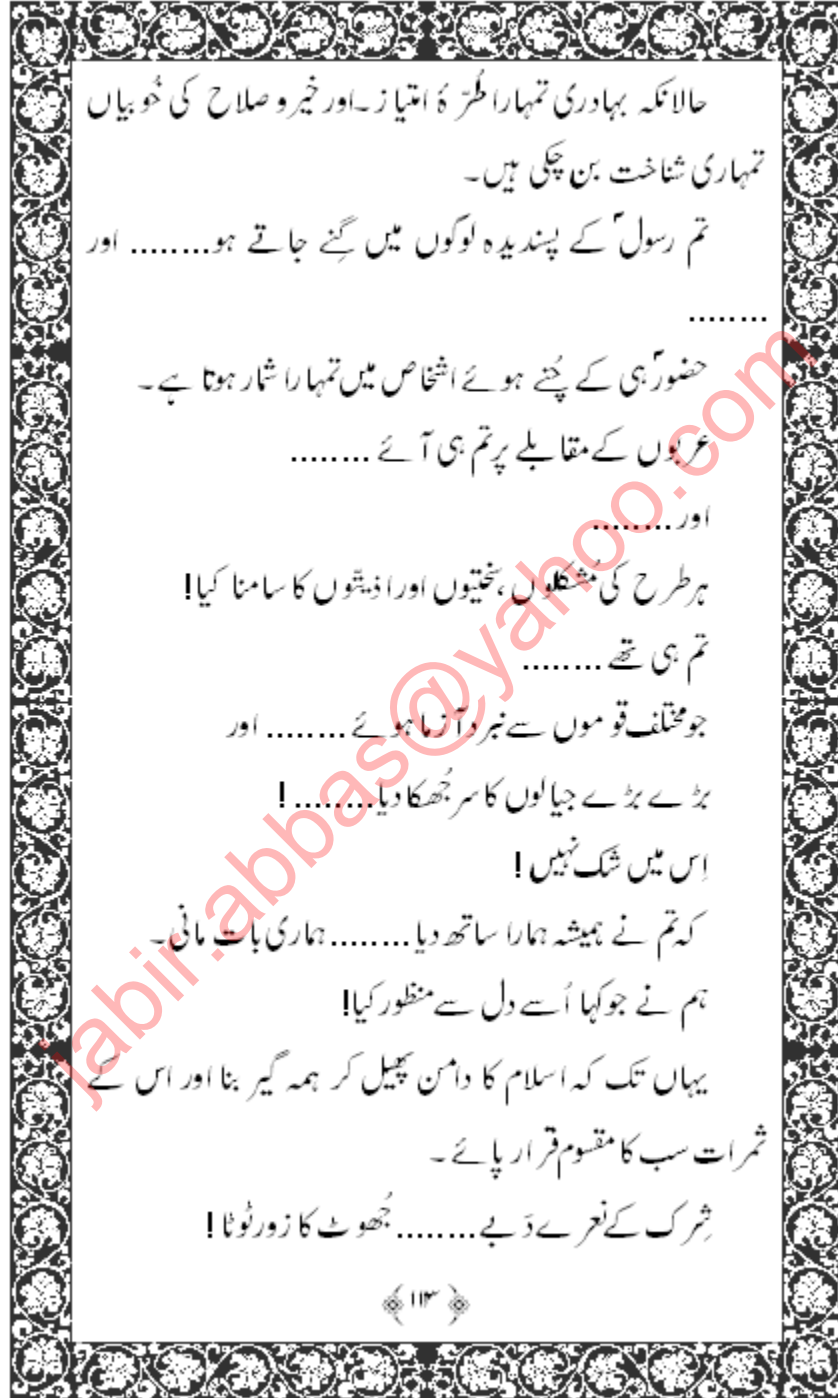 حالانکہ بہادری تمہارا طُرّۂ امتیاز ۔اور خیر و صلاح کی خُوبیاں
تمہاری شناخت بن چکی ہیں۔
تم رسولؐ کے پسندیدہ لوگوں میں گِنے جاتے ہو........ اور
........
حضورؐ ہی کے چُنے ہوئے اشخاص میں تمہارا شمار ہوتا ہے۔
عربوں کے مقابلے پر تم ہی آئے ........
اور ........
ہر طرح کی مُشکلوں، سختیوں اور اذیّتوں کا سامنا کیا!
تم ہی تھے ........
جو مختلف قوموں سے نبرد آزما ہوئے ........ اور
بڑے بڑے جیالوں کا سر جُھکا دیا........ !
اِس میں شک نہیں !
کہ تم نے ہمیشہ ہمارا ساتھ دیا ........ ہماری بات مانی۔
ہم نے جو کہا اُسے دل سے منظور کیا!
یہاں تک کہ اسلام کا دامن پھیل کر ہمہ گیر بنا اور اس کے
ثمرات سب کا مقسوم قرار پائے ۔
شِرک کے نعرے دَبے ........ جُھوٹ کا زور ٹوٹا !
﴿ ۱۱۳ ﴾
jabir.abbas@yahoo.com